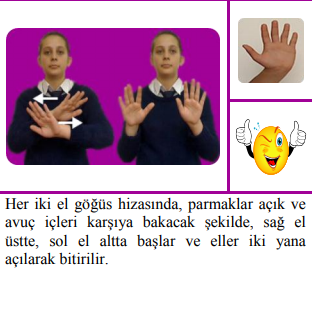 Her iki el göğüs hizasında, parmaklar açık ve
avuç içleri karşıya bakacak şekilde, sağ el
üstte, sol el altta başlar ve eller iki yana
açılarak bitirilir.